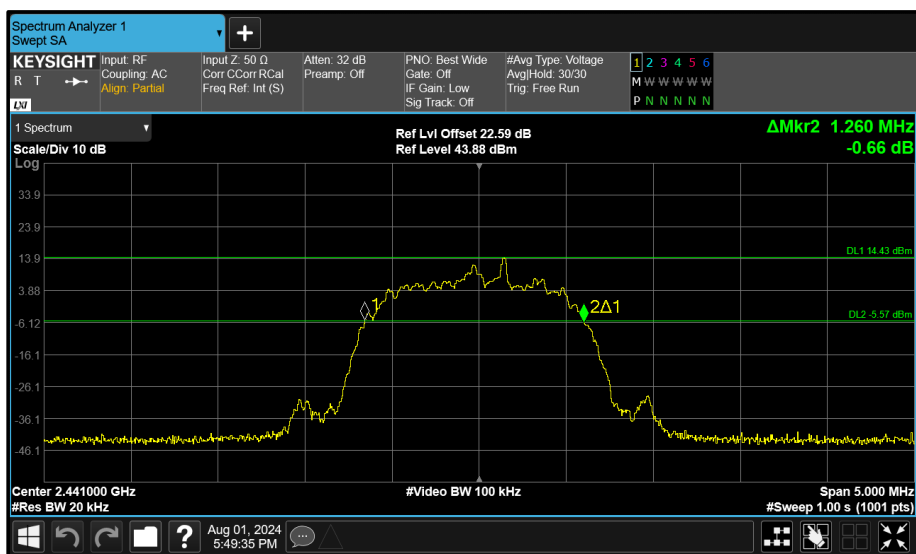 Spectrum Analyzer 1
Swept SA
+
KEYSIGHT
R T
LXI
Input: RF
Coupling: AC
Align: Partial
Input Z: 50 Ω
Corr CCorr RCal
Freq Ref: Int (S)
Atten: 32 dB
Preamp: Off
PNO: Best Wide
Gate: Off
IF Gain: Low
Sig Track: Off
#Avg Type: Voltage
Avg|Hold: 30/30
Trig: Free Run
1 2 3 4 5 6
M W W W W W
P N N N N N
1 Spectrum
Scale/Div 10 dB
Ref Lvl Offset 22.59 dB
Ref Level 43.88 dBm
ΔMkr2 1.260 MHz
-0.66 dB
Log
33.9
23.9
13.9
DL1 14.43 dBm
3.88
1
2Δ1
DL2 -5.57 dBm
-6.12
-16.1
-26.1
-36.1
-46.1
Center 2.441000 GHz
#Video BW 100 kHz
Span 5.000 MHz
#Res BW 20 kHz
#Sweep 1.00 s (1001 pts)
?
Aug 01, 2024
5:49:35 PM